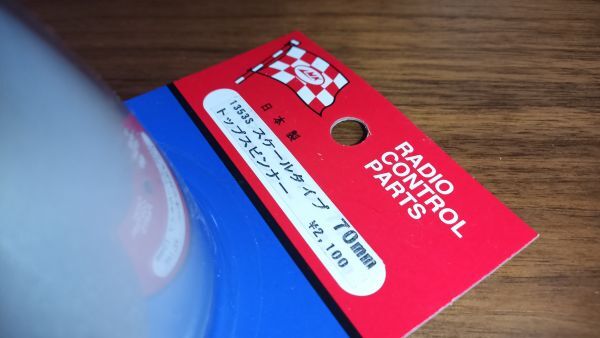 日本製
1353S スケールタイプ 70mm
トップスピンナー ¥2,100
RADIO
CONTROL
PARTS